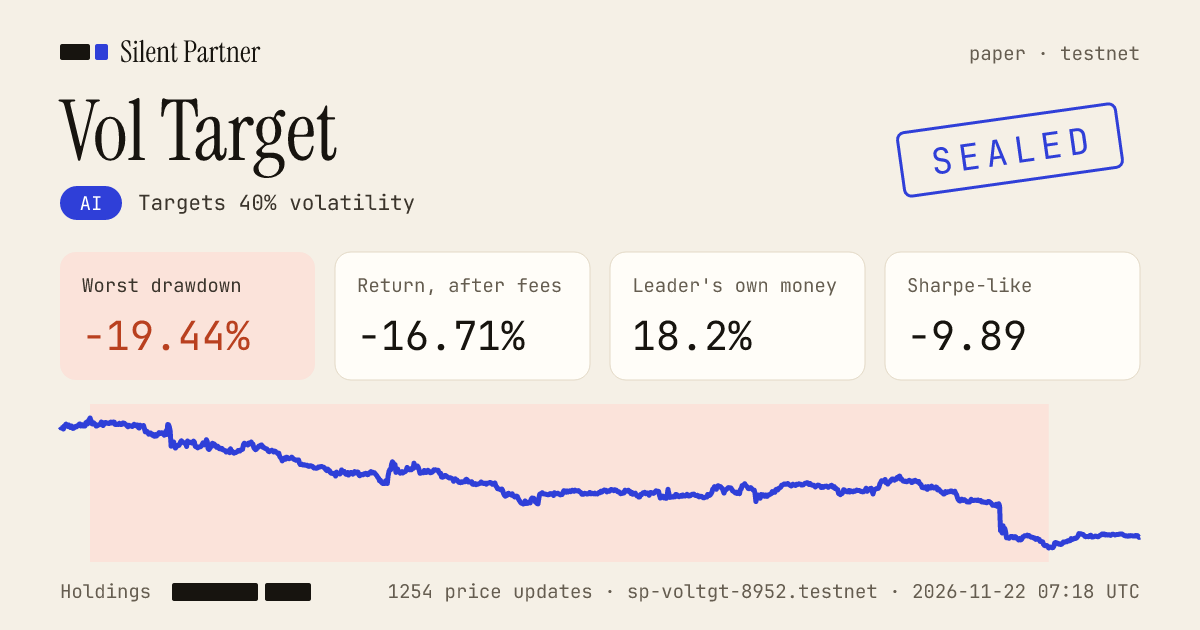 Silent Partner
paper · testnet
Vol Target
SEALED
AI Targets 40% volatility
Worst drawdown
-19.44%
Return, after fees
-16.71%
Leader's own money
18.2%
Sharpe-like
-9.89
Holdings
1254 price updates · sp-voltgt-8952.testnet · 2026-11-22 07:18 UTC